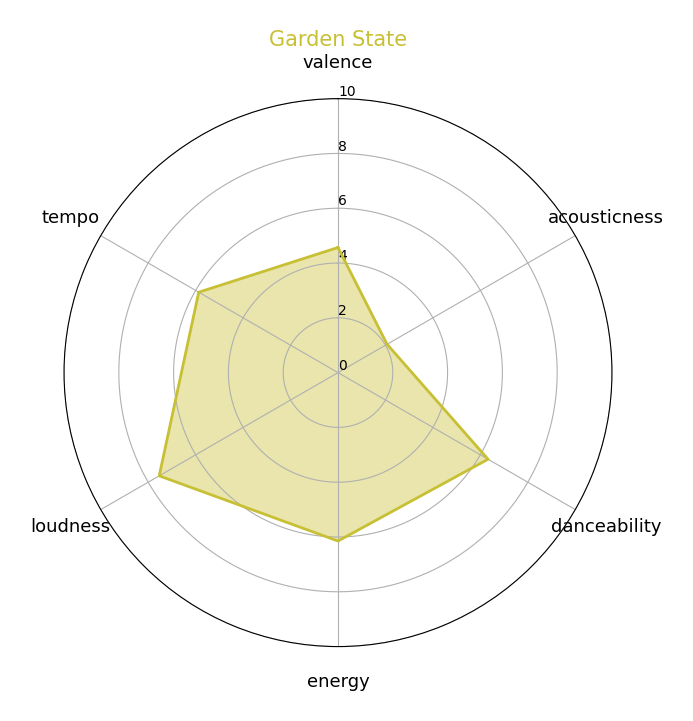 Garden State
valence
10
8
tempo
acousticness
6
4
2
0
loudness
danceability
energy